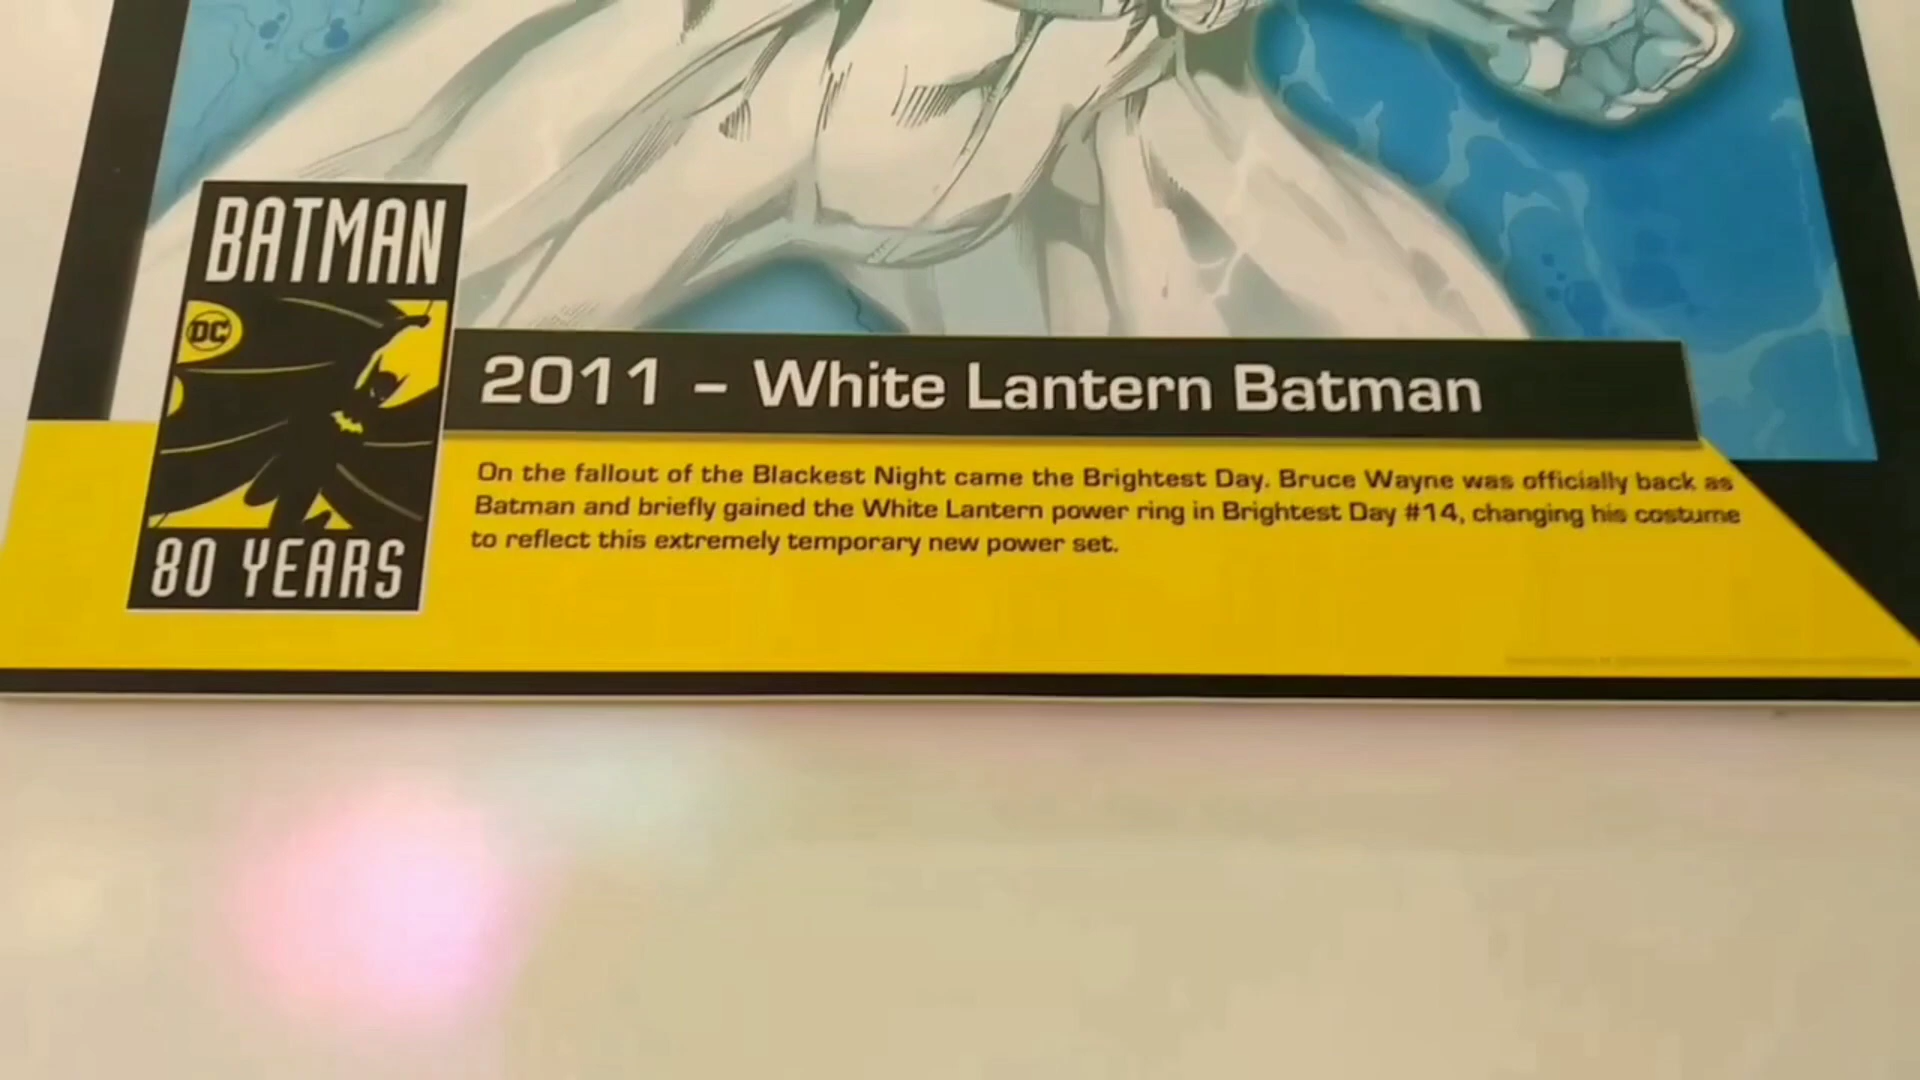 BATMAN
DC
80 YEARS
2011 – White Lantern Batman
On the fallout of the Blackest Night came the Brightest Day. Bruce Wayne was officially back as
Batman and briefly gained the White Lantern power ring in Brightest Day #14, changing his costume
to reflect this extremely temporary new power set.